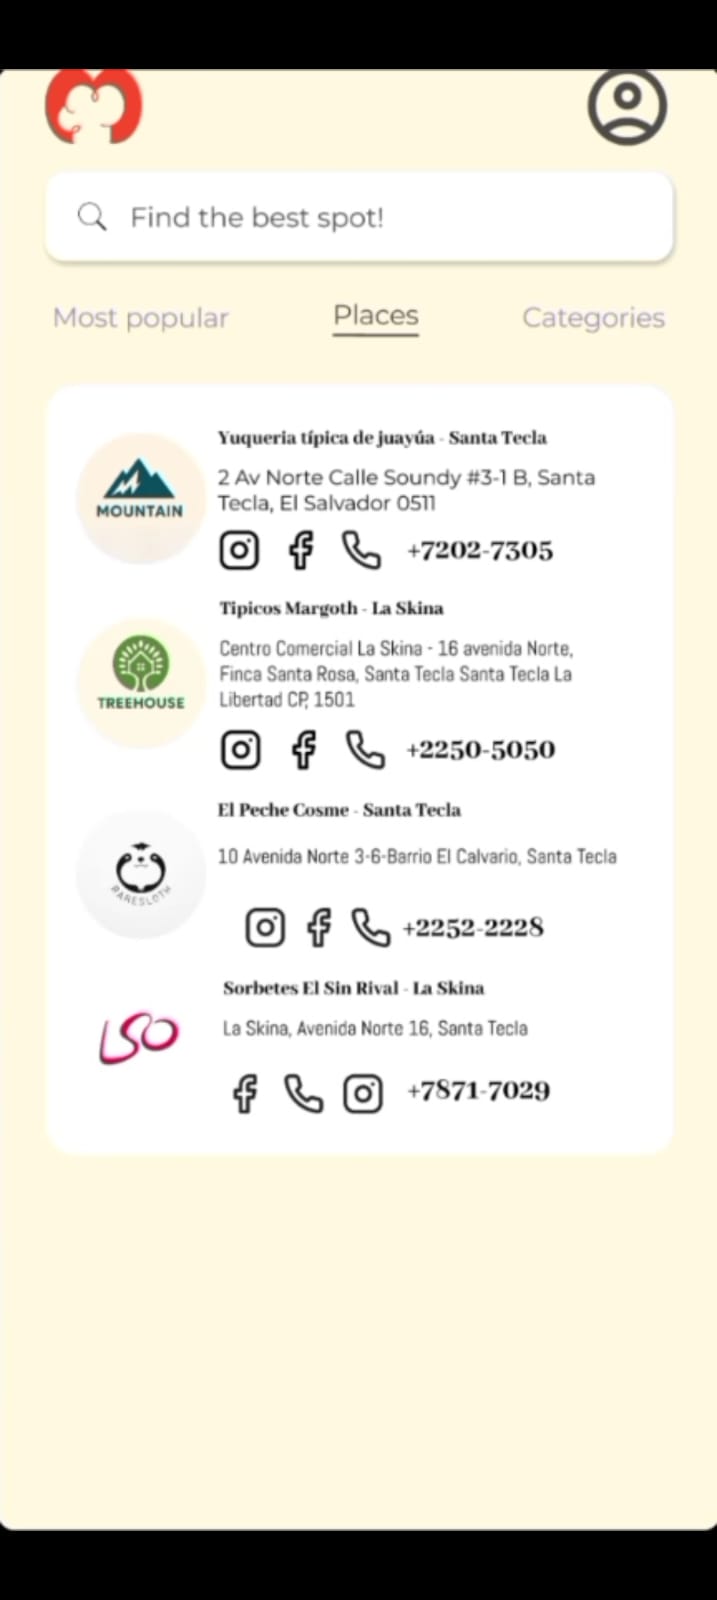 Find the best spot!
Most popular
Places
Categories
Yuqueria típica de juayúa - Santa Tecla
MOUNTAIN
2 Av Norte Calle Soundy #3-1 B, Santa
Tecla, El Salvador 0511
+7202-7305
Tipicos Margoth - La Skina
TREEHOUSE
Centro Comercial La Skina - 16 avenida Norte,
Finca Santa Rosa, Santa Tecla Santa Tecla La
Libertad CP, 1501
+2250-5050
El Peche Cosme - Santa Tecla
RARESLOTH
10 Avenida Norte 3-6-Barrio El Calvario, Santa Tecla
+2252-2228
Sorbetes El Sin Rival - La Skina
LSO
La Skina, Avenida Norte 16, Santa Tecla
+7871-7029